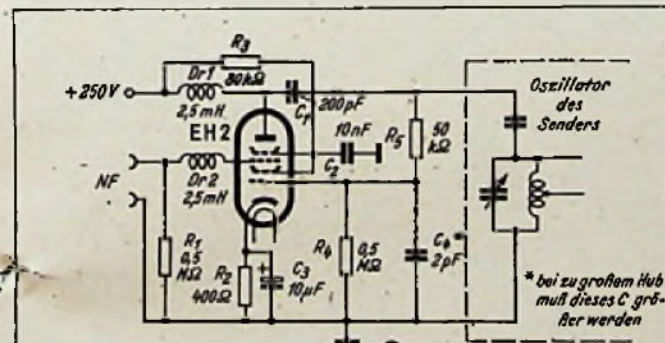 R3
80kΩ
+250V
Dr1
2,5mH
EH2
C1
200pF
10nF
C2
R5
50
kΩ
Oszillator
des
Senders
NF
Dr2
2,5mH
R1
0,5
MΩ
R2
400Ω
C3
10µF
+
R4
0,5
MΩ
C4*
2pF
* bei zu großem Hub
muß dieses C grö-
ßer werden